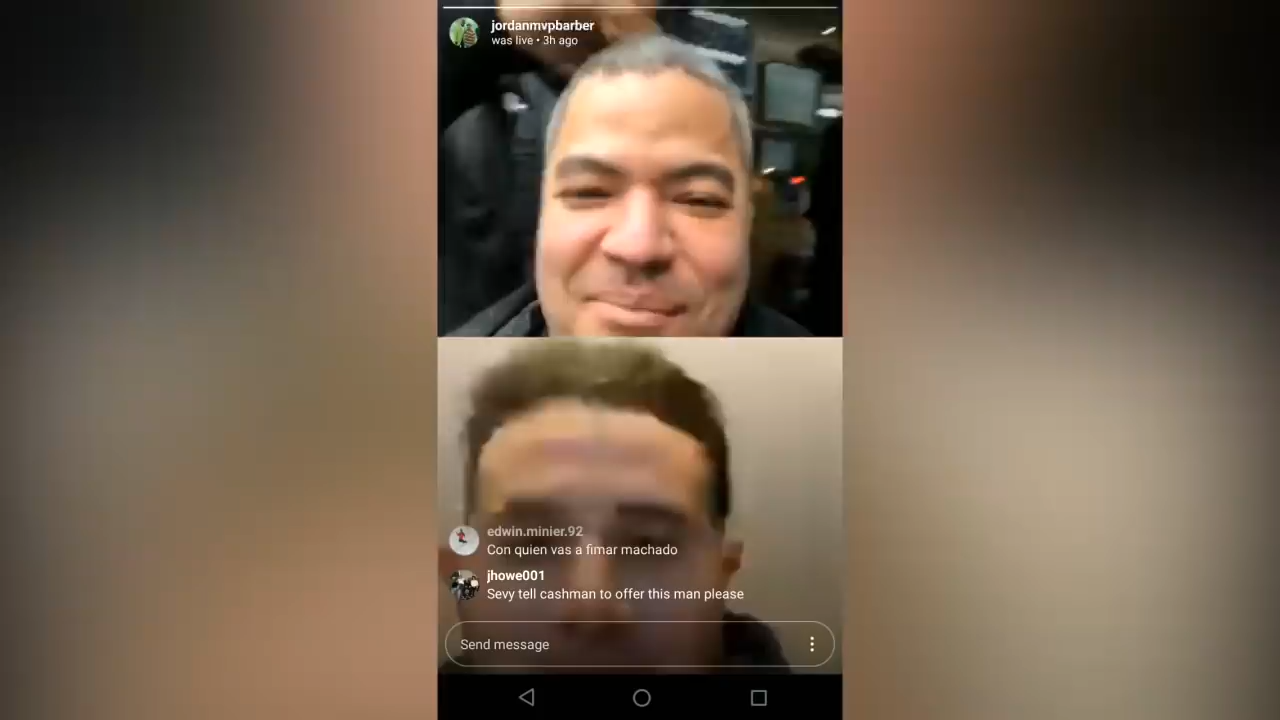 jordanmvpbarber
was live • 3h ago
edwin.minier.92
Con quien vas a fimar machado
jhowe001
Sevy tell cashman to offer this man please
Send message